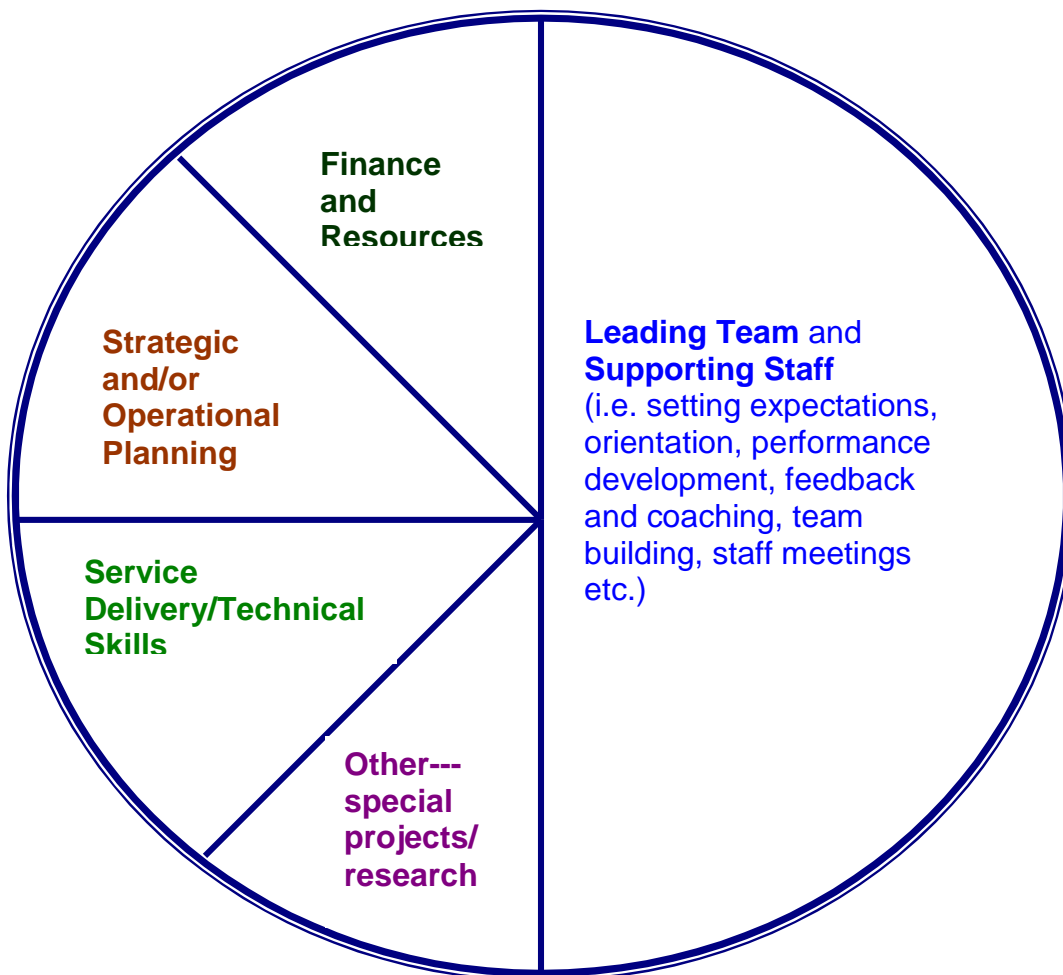 Finance
and
Resources
Strategic
and/or
Operational
Planning
Leading Team and
Supporting Staff
(i.e. setting expectations,
orientation, performance
development, feedback
and coaching, team
building, staff meetings
etc.)
Service
Delivery/Technical
Skills
Other---
special
projects/
research